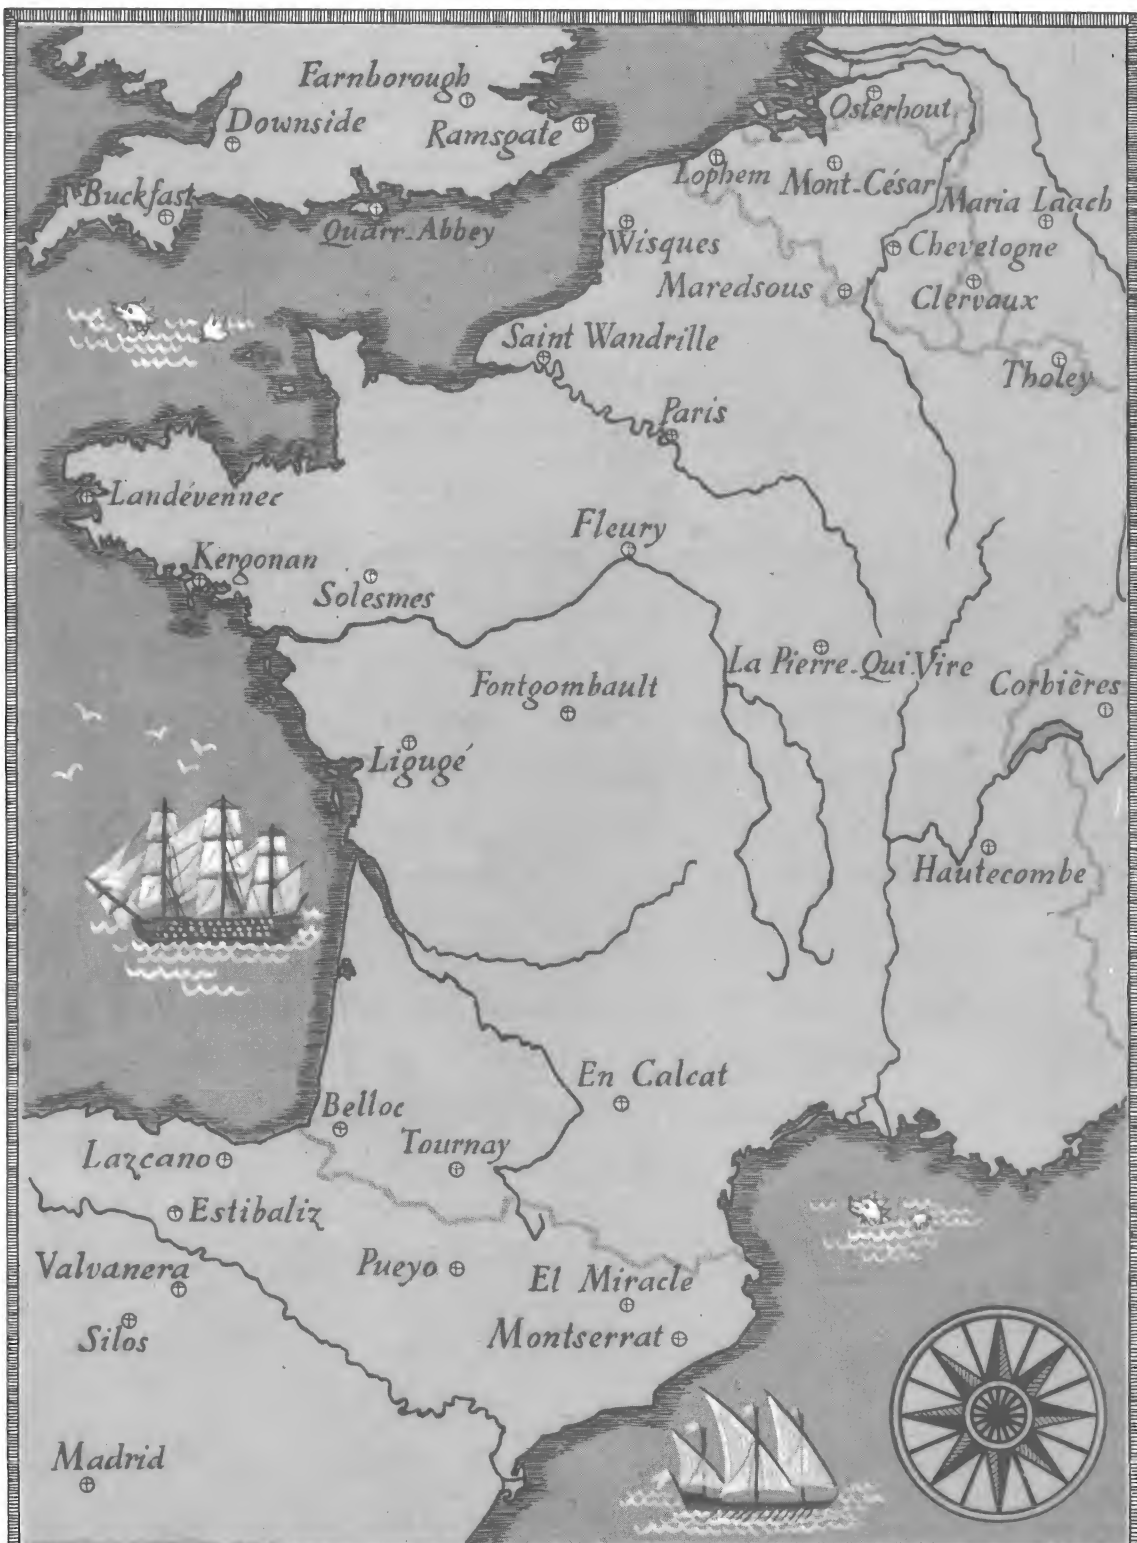 Farnborough
Downside
Ramsgate
Osterhout
Buckfast
Quarr-Abbey
Lophem
Mont-César
Maria Laach
Wisques
Chevetogne
Maredsous
Clervaux
Saint Wandrille
Tholey
Paris
Landévennec
Fleury
Kergonan
Solesmes
La Pierre-Qui-Vire
Fontgombault
Corbières
Ligugé
Hautecombe
En Calcat
Belloc
Tournay
Lazcano
Estibaliz
Valvanera
Pueyo
El Miracle
Silos
Montserrat
Madrid